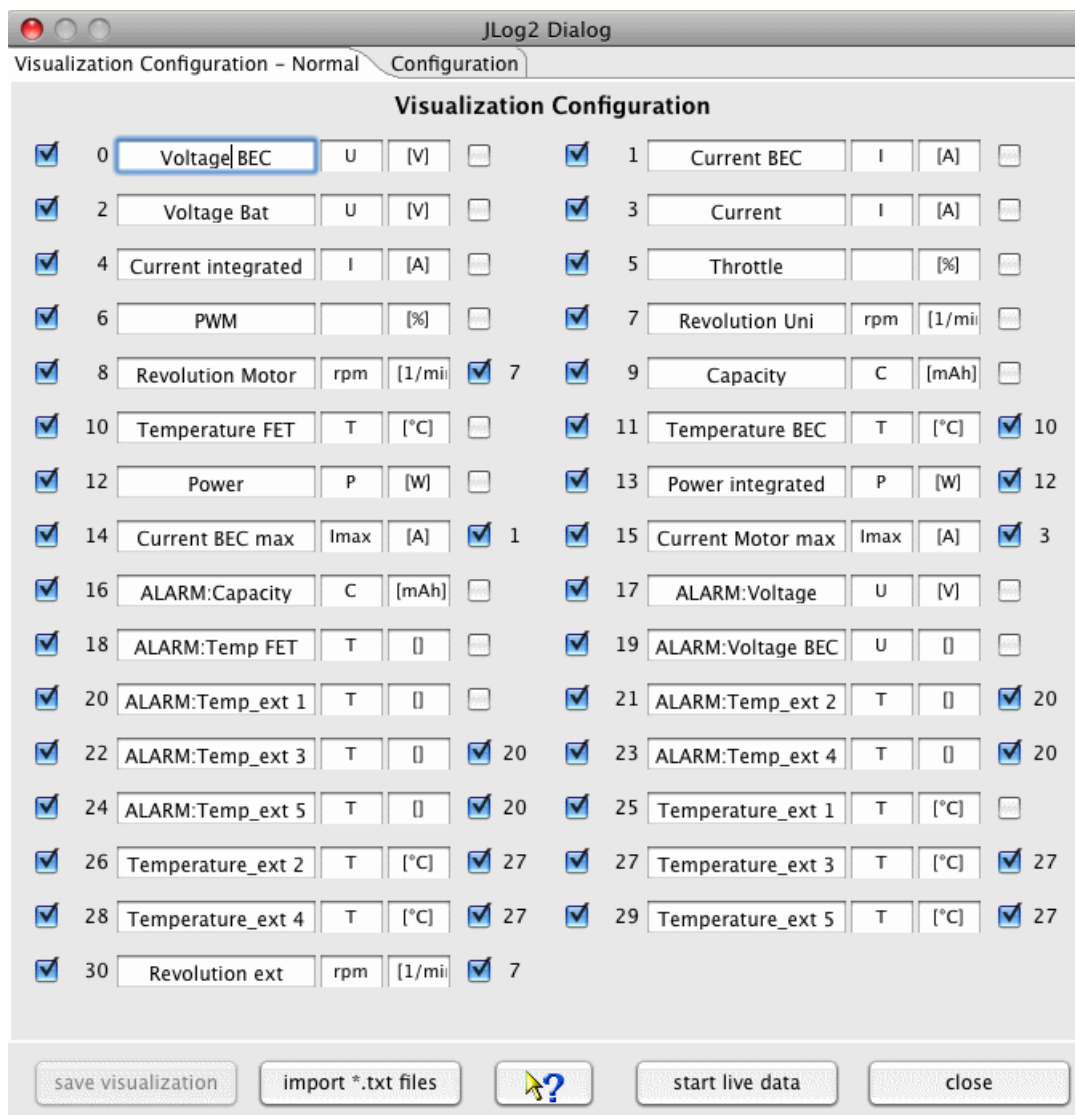 JLog2 Dialog
Visualization Configuration – Normal Configuration
Visualization Configuration
0 Voltage BEC U [V] 1 Current BEC I [A]
2 Voltage Bat U [V] 3 Current I [A]
4 Current integrated I [A] 5 Throttle [%]
6 PWM [%] 7 Revolution Uni rpm [1/mi
8 Revolution Motor rpm [1/mi 7 9 Capacity C [mAh]
10 Temperature FET T [°C] 11 Temperature BEC T [°C] 10
12 Power P [W] 13 Power integrated P [W] 12
14 Current BEC max Imax [A] 1 15 Current Motor max Imax [A] 3
16 ALARM:Capacity C [mAh] 17 ALARM:Voltage U [V]
18 ALARM:Temp FET T [] 19 ALARM:Voltage BEC U []
20 ALARM:Temp_ext 1 T [] 21 ALARM:Temp_ext 2 T [] 20
22 ALARM:Temp_ext 3 T [] 20 23 ALARM:Temp_ext 4 T [] 20
24 ALARM:Temp_ext 5 T [] 20 25 Temperature_ext 1 T [°C]
26 Temperature_ext 2 T [°C] 27 27 Temperature_ext 3 T [°C] 27
28 Temperature_ext 4 T [°C] 27 29 Temperature_ext 5 T [°C] 27
30 Revolution ext rpm [1/mi 7
save visualization import *.txt files ? start live data close